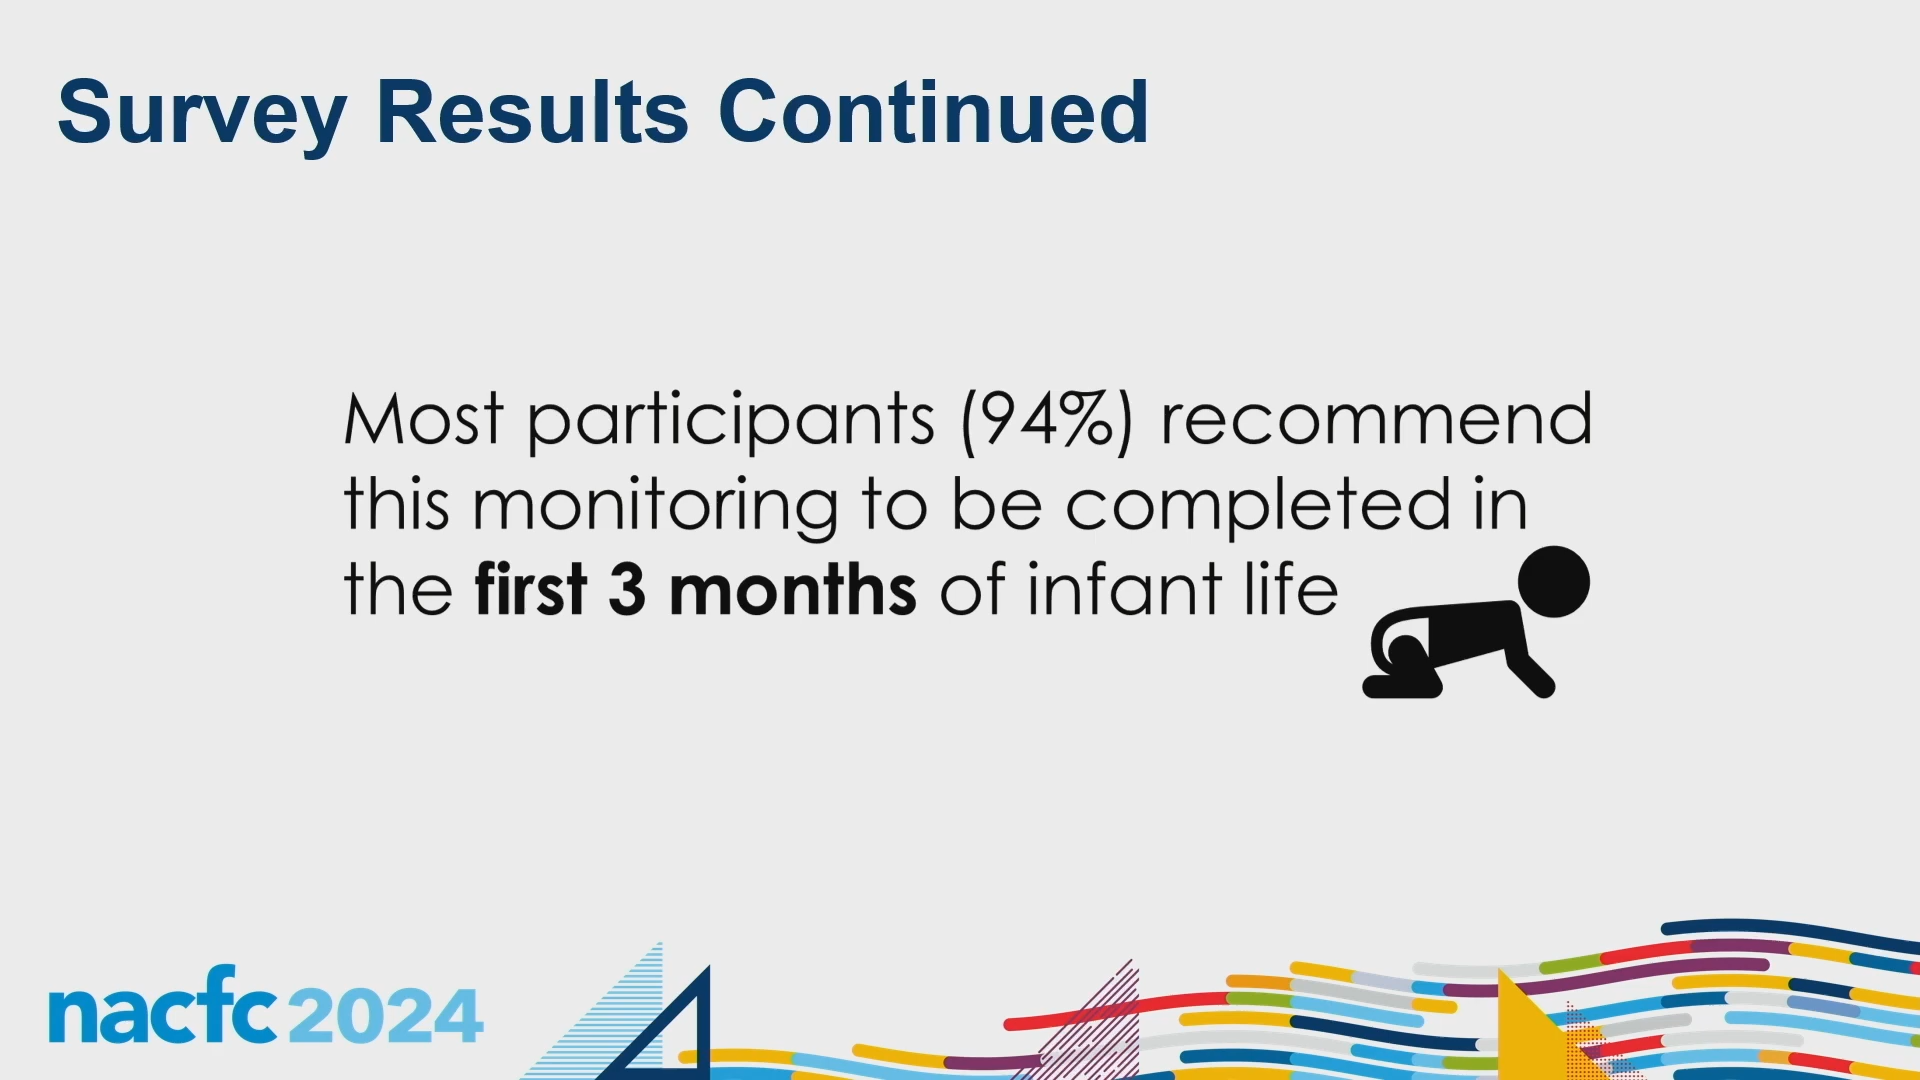 Survey Results Continued
Most participants (94%) recommend
this monitoring to be completed in
the first 3 months of infant life
nacfc 2024